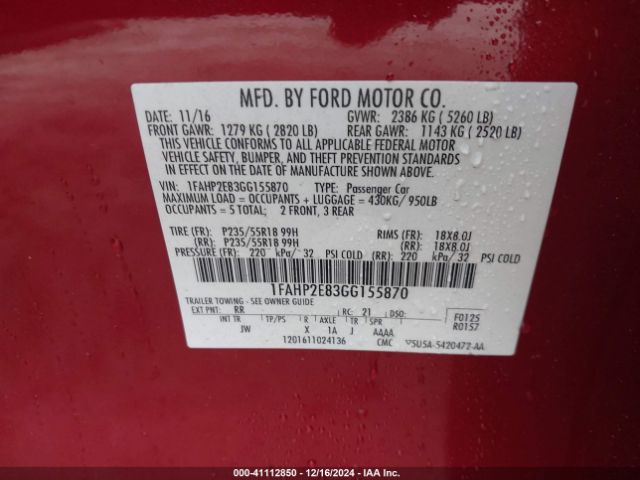 MFD. BY FORD MOTOR CO.
DATE: 11/16 GVWR: 2386 KG ( 5260 LB)
FRONT GAWR: 1279 KG ( 2820 LB) REAR GAWR: 1143 KG ( 2520 LB)
THIS VEHICLE CONFORMS TO ALL APPLICABLE FEDERAL MOTOR
VEHICLE SAFETY, BUMPER, AND THEFT PREVENTION STANDARDS
IN EFFECT ON THE DATE OF MANUFACTURE SHOWN ABOVE.
VIN: 1FAHP2E83GG155870 TYPE: Passenger Car
MAXIMUM LOAD = OCCUPANTS + LUGGAGE = 430KG/ 950LB
OCCUPANTS = 5 TOTAL: 2 FRONT, 3 REAR
TIRE (FR): P235/55R18 99H RIMS (FR): 18X8.0J
(RR): P235/55R18 99H (RR): 18X8.0J
PRESSURE (FR): 220 kPa/ 32 PSI COLD (RR): 220 kPa/ 32 PSI COLD
1FAHP2E83GG155870
TRAILER TOWING - SEE OWNER GUIDE
EXT PNT: RR RC: 21 DSO: F0125
INT TR TP/PS R AXLE TR SPR R0157
JW X 1A J AAAA
1201611024136 CMC 5U5A-5420472-AA
000-41112850 / 12/16/2024 / IAA Inc.